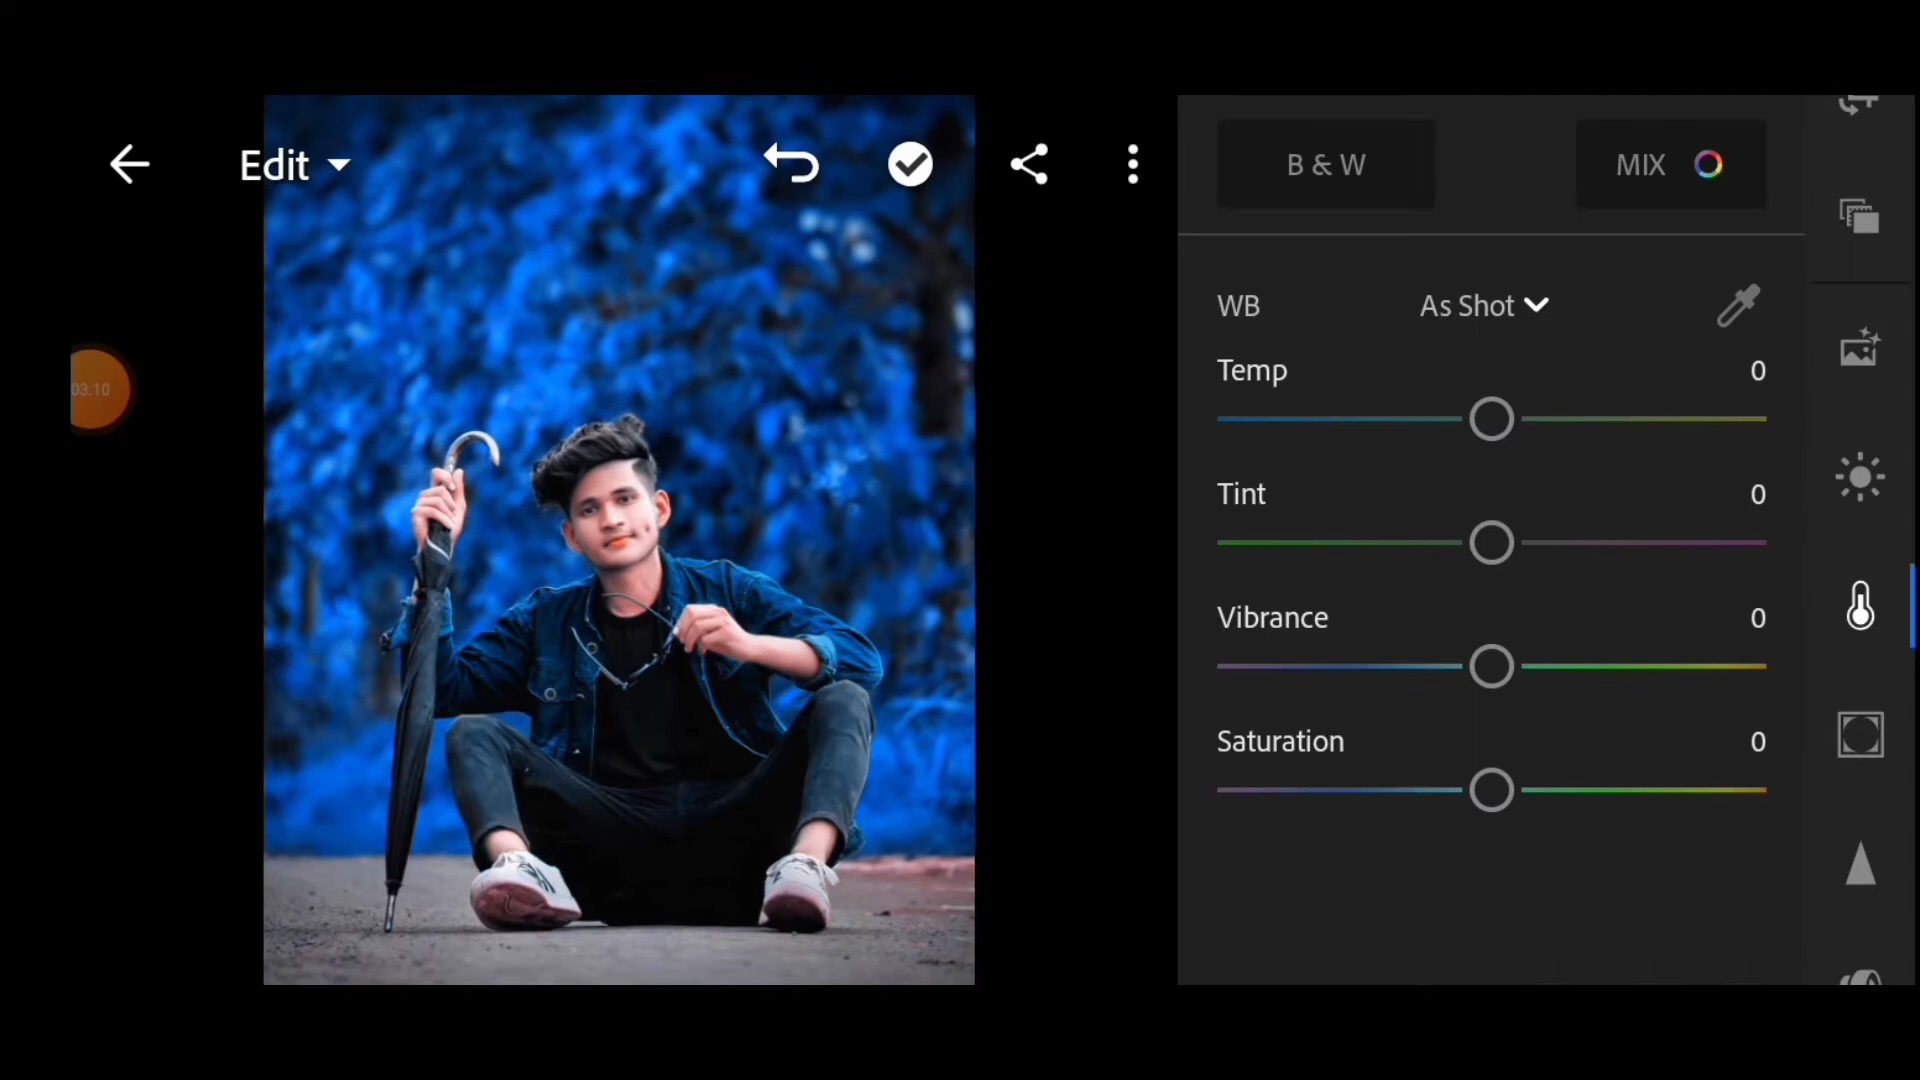 Edit
B & W
MIX
03:10
WB
As Shot
Temp
0
Tint
0
Vibrance
0
Saturation
0